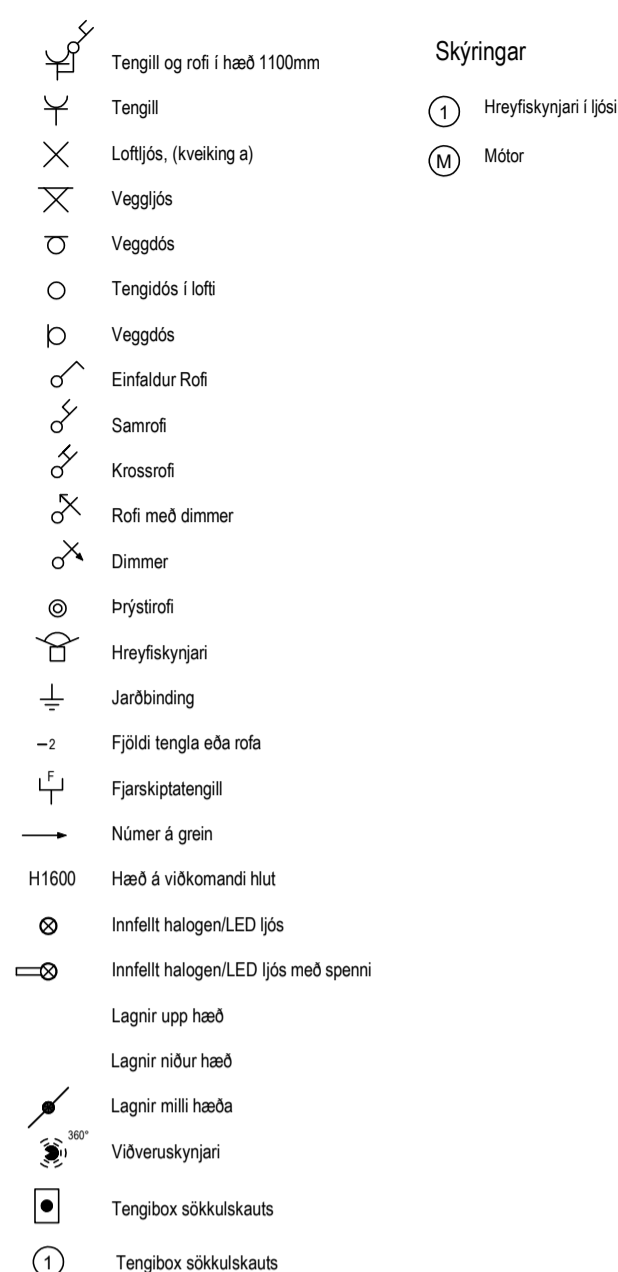 Tengill og rofi í hæð 1100mm
Tengill
Loftljós, (kveiking a)
Veggljós
Veggdós
Tengidós í lofti
Veggdós
Einfaldur Rofi
Samrofi
Krossrofi
Rofi með dimmer
Dimmer
Þrýstirofi
Hreyfiskynjari
Jarðbinding
–2 Fjöldi tengla eða rofa
F Fjarskiptatengill
Númer á grein
H1600 Hæð á viðkomandi hlut
Innfellt halogen/LED ljós
Innfellt halogen/LED ljós með spenni
Lagnir upp hæð
Lagnir niður hæð
Lagnir milli hæða
360° Viðveruskynjari
Tengibox sökkulskauts
1 Tengibox sökkulskauts
Skýringar
1 Hreyfiskynjari í ljósi
M Mótor